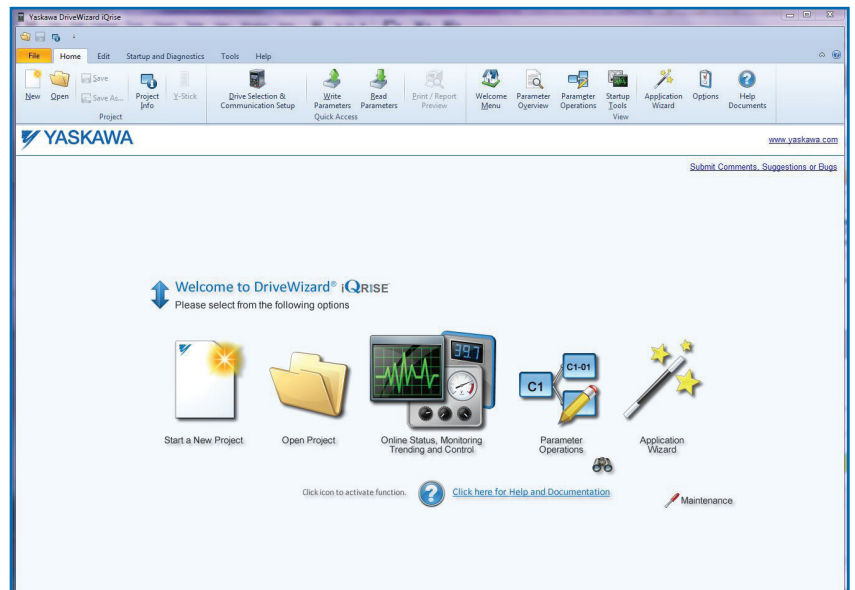 Yaskawa DriveWizard iQrise
File Home Edit Startup and Diagnostics Tools Help
New Open Save Save As... Project Info Y-Stick Drive Selection & Communication Setup Write Parameters Read Parameters Print / Report Preview Welcome Menu Parameter Overview Parameter Operations Startup Tools Application Wizard Options Help Documents
Project Quick Access View
YASKAWA www.yaskawa.com
Submit Comments, Suggestions or Bugs
Welcome to DriveWizard® iQRISE
Please select from the following options
39.7
C1-01
C1
Start a New Project Open Project Online Status, Monitoring Trending and Control Parameter Operations Application Wizard
Click icon to activate function. Click here for Help and Documentation
Maintenance